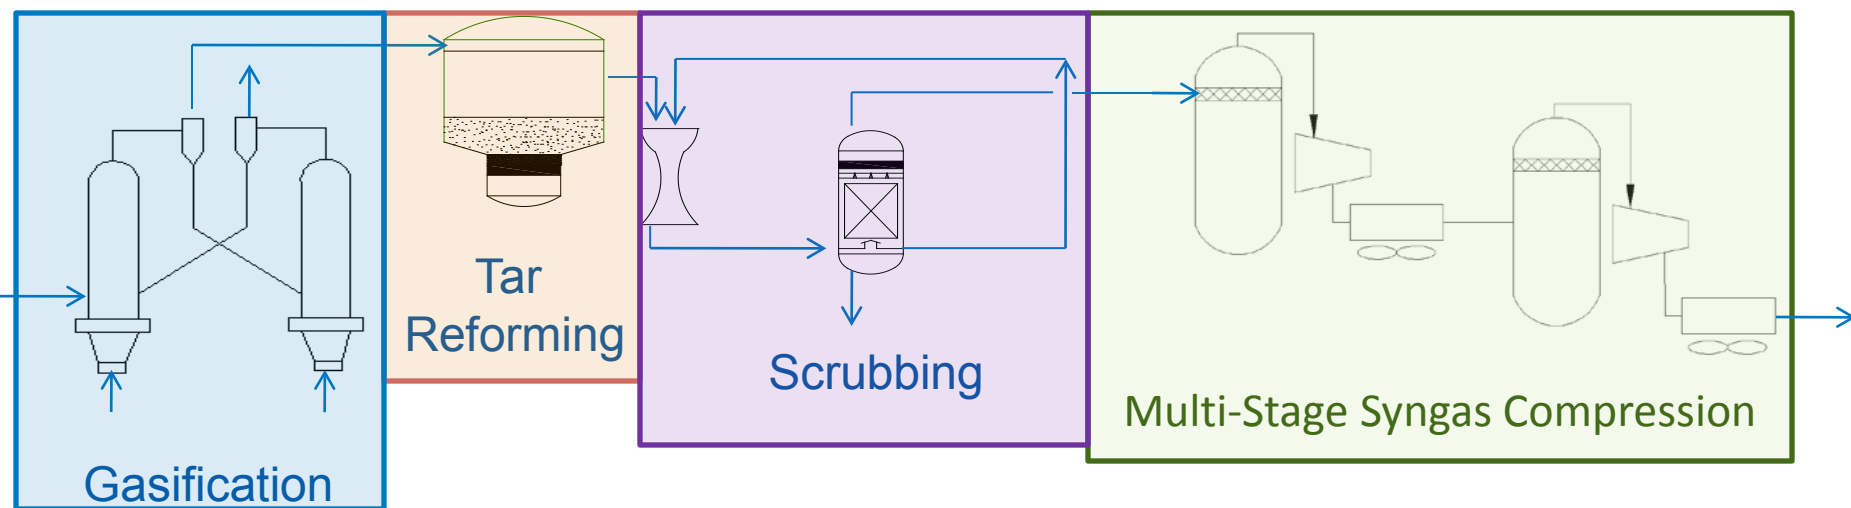 Gasification
Tar
Reforming
Scrubbing
Multi-Stage Syngas Compression